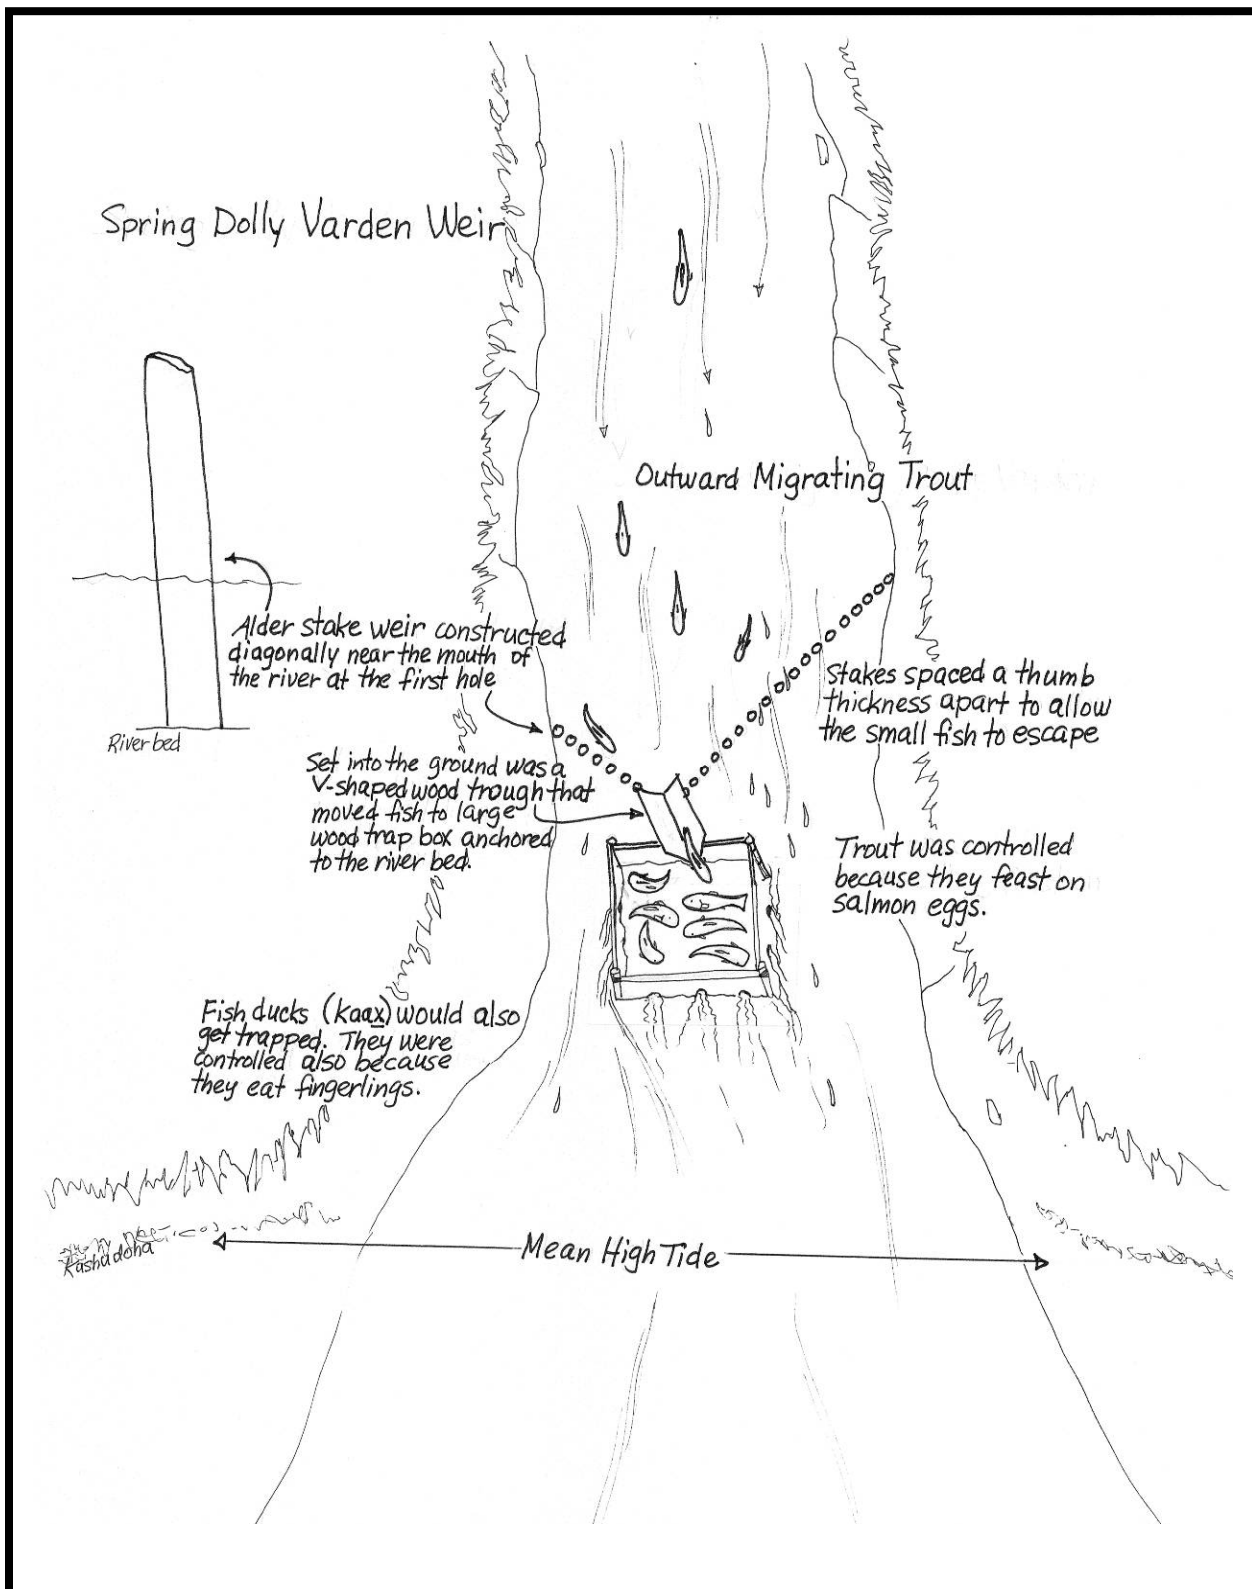 Spring Dolly Varden Weir
Outward Migrating Trout
Alder stake weir constructed
diagonally near the mouth of
the river at the first hole
River bed
Stakes spaced a thumb
thickness apart to allow
the small fish to escape
Set into the ground was a
V-shaped wood trough that
moved fish to large
wood trap box anchored
to the river bed.
Trout was controlled
because they feast on
salmon eggs.
Fish ducks (kaax̲) would also
get trapped. They were
controlled also because
they eat fingerlings.
Kashadoha
Mean High Tide